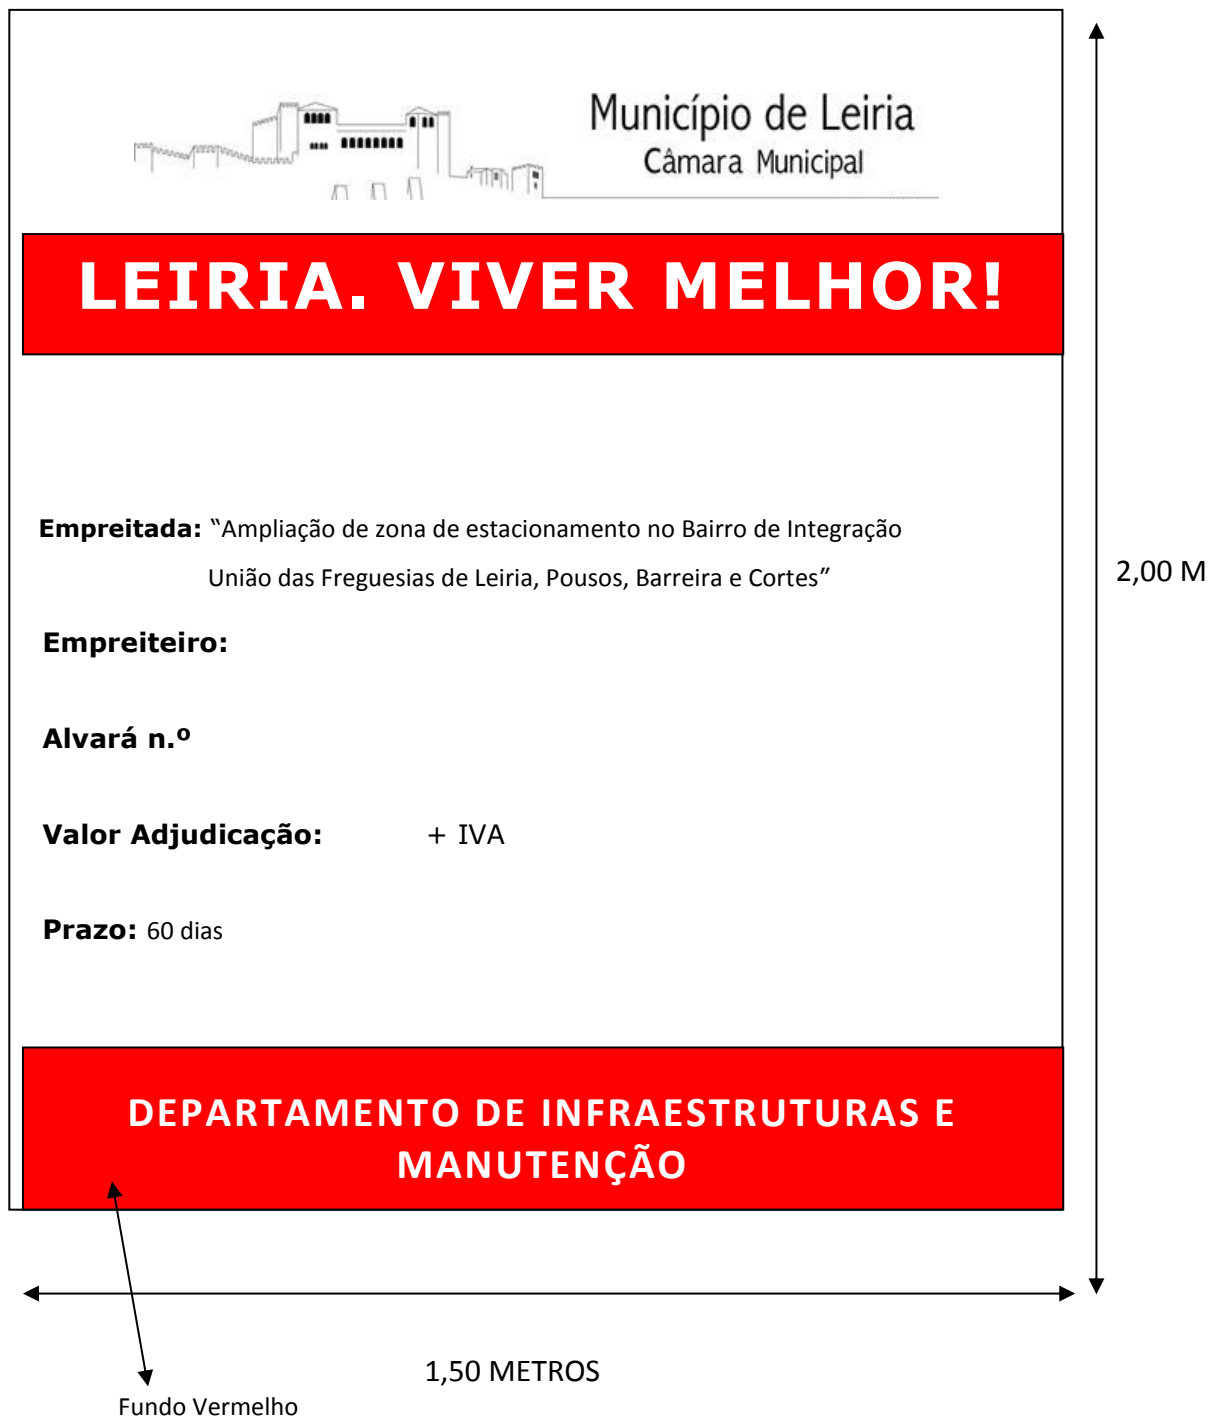 Município de Leiria
Câmara Municipal
LEIRIA. VIVER MELHOR!
Empreitada: “Ampliação de zona de estacionamento no Bairro de Integração
União das Freguesias de Leiria, Pousos, Barreira e Cortes”
2,00 M
Empreiteiro:
Alvará n.º
Valor Adjudicação: + IVA
Prazo: 60 dias
DEPARTAMENTO DE INFRAESTRUTURAS E
MANUTENÇÃO
1,50 METROS
Fundo Vermelho